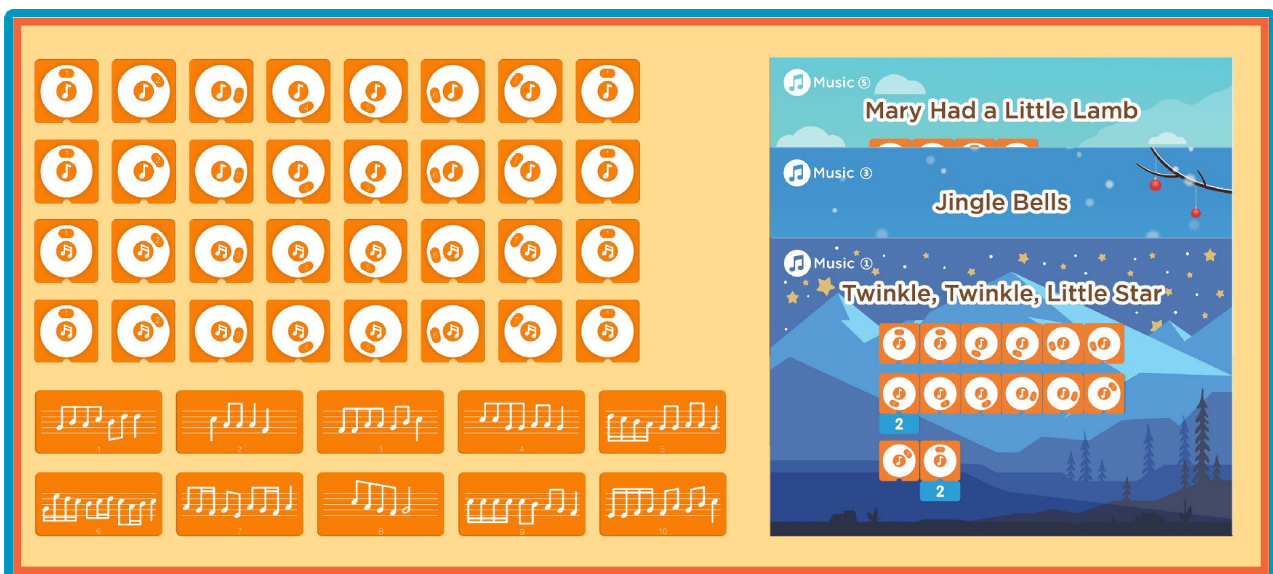 1
2
3
4
5
6
7
8
9
10
Music ⑤
Mary Had a Little Lamb
Music ③
Jingle Bells
Music ①
Twinkle, Twinkle, Little Star
2
2